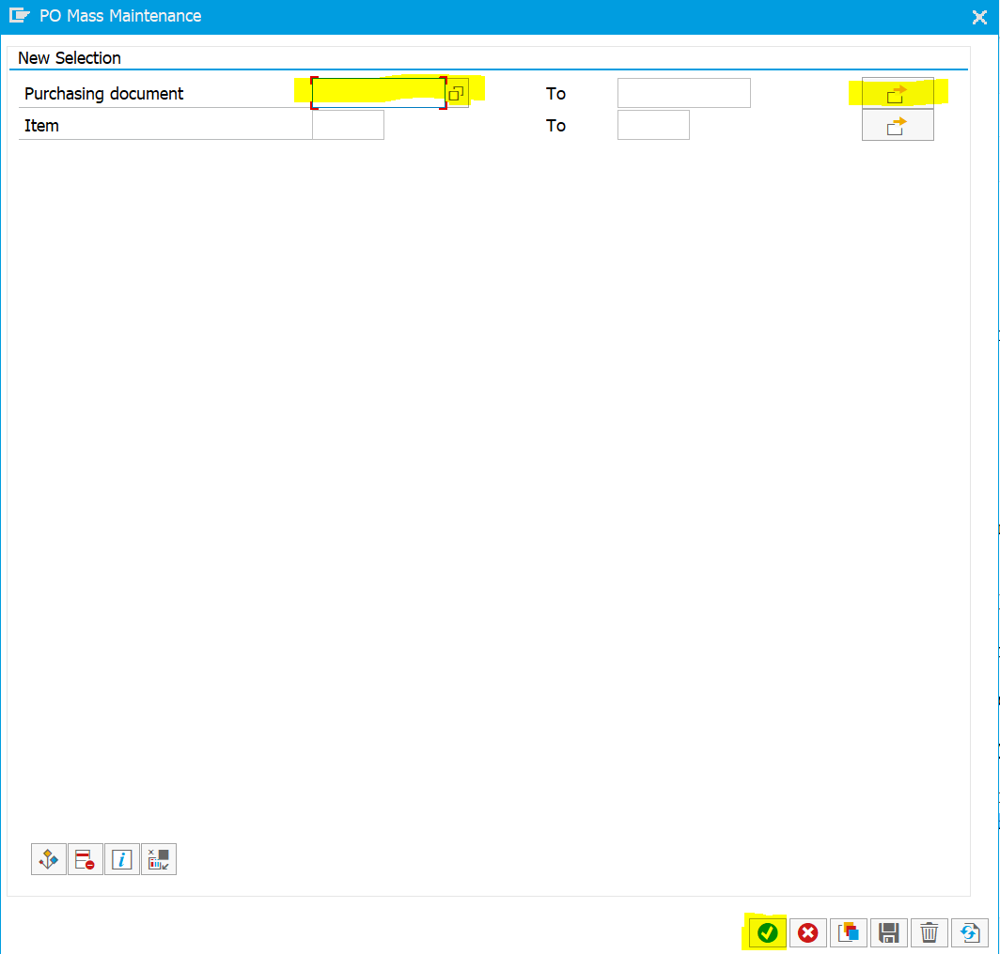 PO Mass Maintenance
New Selection
Purchasing document To
Item To
i